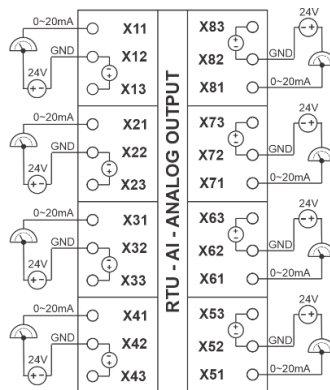 0~20mA X11
GND X12
24V
X13
0~20mA X21
GND X22
24V
X23
0~20mA X31
GND X32
24V
X33
0~20mA X41
GND X42
24V
X43
RTU - AI - ANALOG OUTPUT
24V
X83
X82 GND
X81 0~20mA
24V
X73
X72 GND
X71 0~20mA
24V
X63
X62 GND
X61 0~20mA
24V
X53
X52 GND
X51 0~20mA